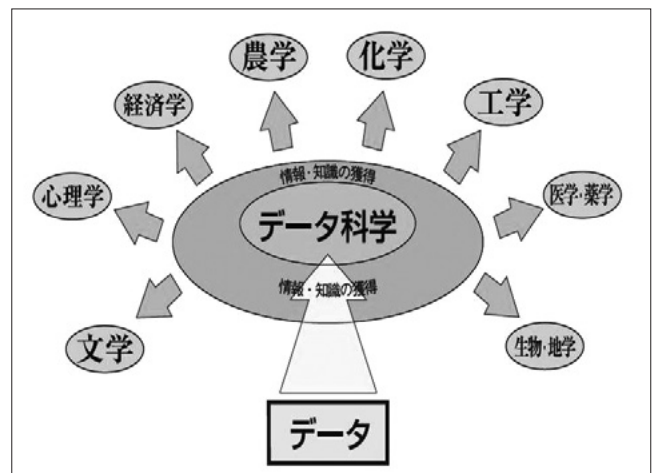 農学
化学
経済学
工学
心理学
医学・薬学
情報・知識の獲得
データ科学
情報・知識の獲得
文学
生物・地学
データ